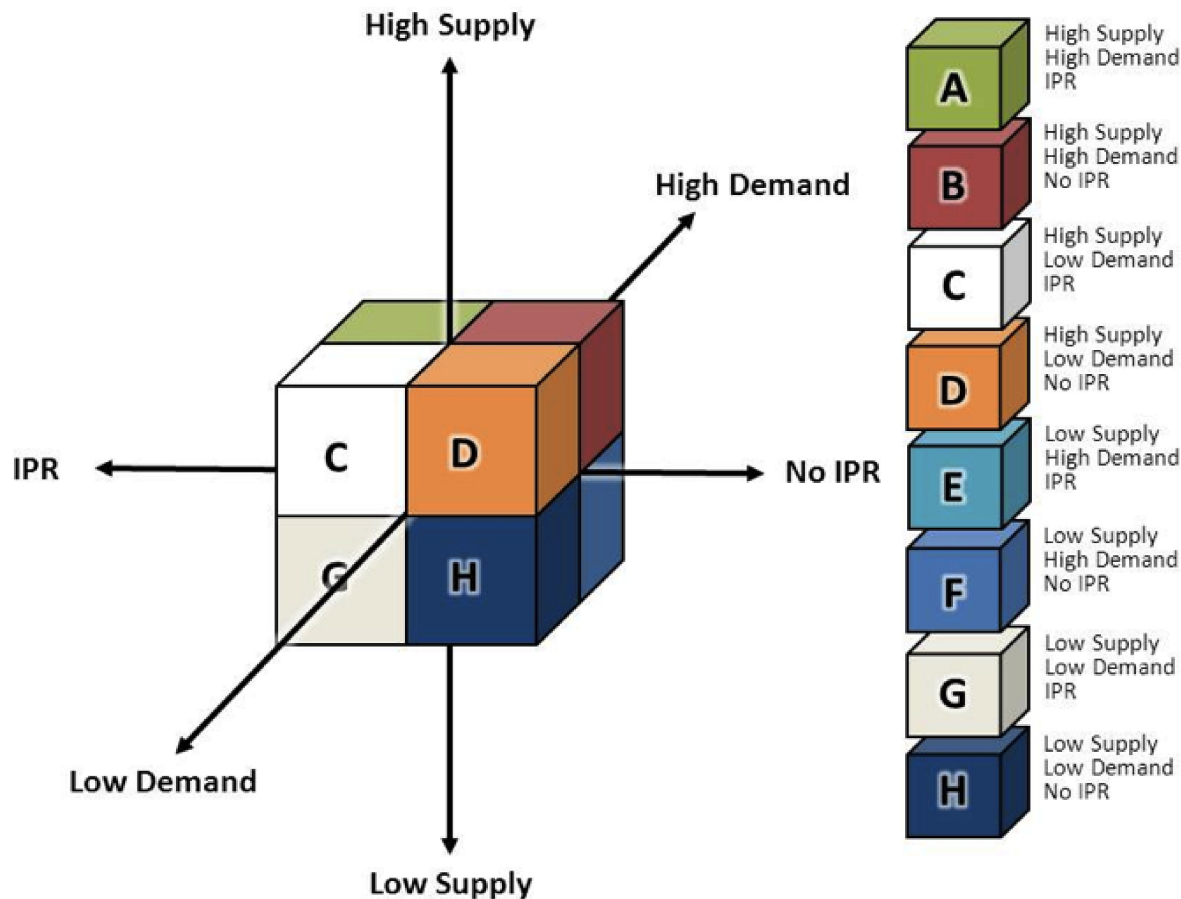 High Supply
High Demand
IPR
No IPR
C
D
G
H
Low Demand
Low Supply
A
High Supply
High Demand
IPR
B
High Supply
High Demand
No IPR
C
High Supply
Low Demand
IPR
D
High Supply
Low Demand
No IPR
E
Low Supply
High Demand
IPR
F
Low Supply
High Demand
No IPR
G
Low Supply
Low Demand
IPR
H
Low Supply
Low Demand
No IPR